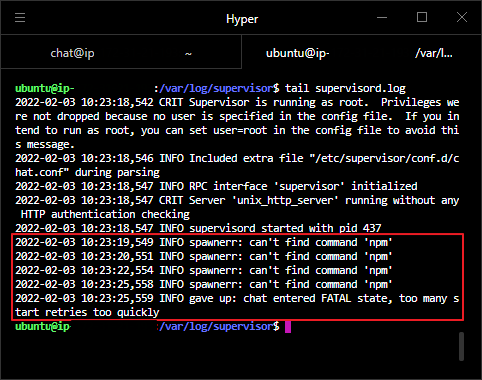 Hyper
chat@ip ~
ubuntu@ip- /var/l...
ubuntu@ip- :/var/log/supervisor$ tail supervisord.log
2022-02-03 10:23:18,542 CRIT Supervisor is running as root.  Privileges we
re not dropped because no user is specified in the config file.  If you in
tend to run as root, you can set user=root in the config file to avoid thi
s message.
2022-02-03 10:23:18,546 INFO Included extra file "/etc/supervisor/conf.d/c
hat.conf" during parsing
2022-02-03 10:23:18,547 INFO RPC interface 'supervisor' initialized
2022-02-03 10:23:18,547 CRIT Server 'unix_http_server' running without any
 HTTP authentication checking
2022-02-03 10:23:18,547 INFO supervisord started with pid 437
2022-02-03 10:23:19,549 INFO spawnerr: can't find command 'npm'
2022-02-03 10:23:20,551 INFO spawnerr: can't find command 'npm'
2022-02-03 10:23:22,554 INFO spawnerr: can't find command 'npm'
2022-02-03 10:23:25,558 INFO spawnerr: can't find command 'npm'
2022-02-03 10:23:25,559 INFO gave up: chat entered FATAL state, too many s
tart retries too quickly
ubuntu@ip- :/var/log/supervisor$